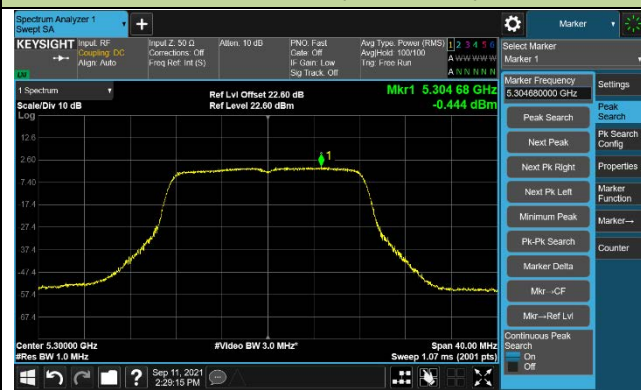 Spectrum Analyzer 1
Swept SA
+
Marker
KEYSIGHT
Input: RF
Coupling: DC
Align: Auto
Input Z: 50 Ω
Corrections: Off
Freq Ref: Int (S)
Atten: 10 dB
PNO: Fast
Gate: Off
IF Gain: Low
Sig Track: Off
Avg Type: Power (RMS)
Avg|Hold: 100/100
Trig: Free Run
1 2 3 4 5 6
A W W W W W
A N N N N N
LNI
Select Marker
Marker 1
1 Spectrum
Scale/Div 10 dB
Log
Ref Lvl Offset 22.60 dB
Ref Level 22.60 dBm
Mkr1 5.304 68 GHz
-0.444 dBm
12.6
2.60
-7.40
-17.4
-27.4
-37.4
-47.4
-57.4
-67.4
1
Center 5.30000 GHz
#Res BW 1.0 MHz
#Video BW 3.0 MHz*
Span 40.00 MHz
Sweep 1.07 ms (2001 pts)
Marker Frequency
5.304680000 GHz
Peak Search
Next Peak
Next Pk Right
Next Pk Left
Minimum Peak
Pk-Pk Search
Marker Delta
Mkr→CF
Mkr→Ref Lvl
Continuous Peak
Search
On
Off
Settings
Peak
Search
Pk Search
Config
Properties
Marker
Function
Marker→
Counter
?
Sep 11, 2021
2:29:15 PM